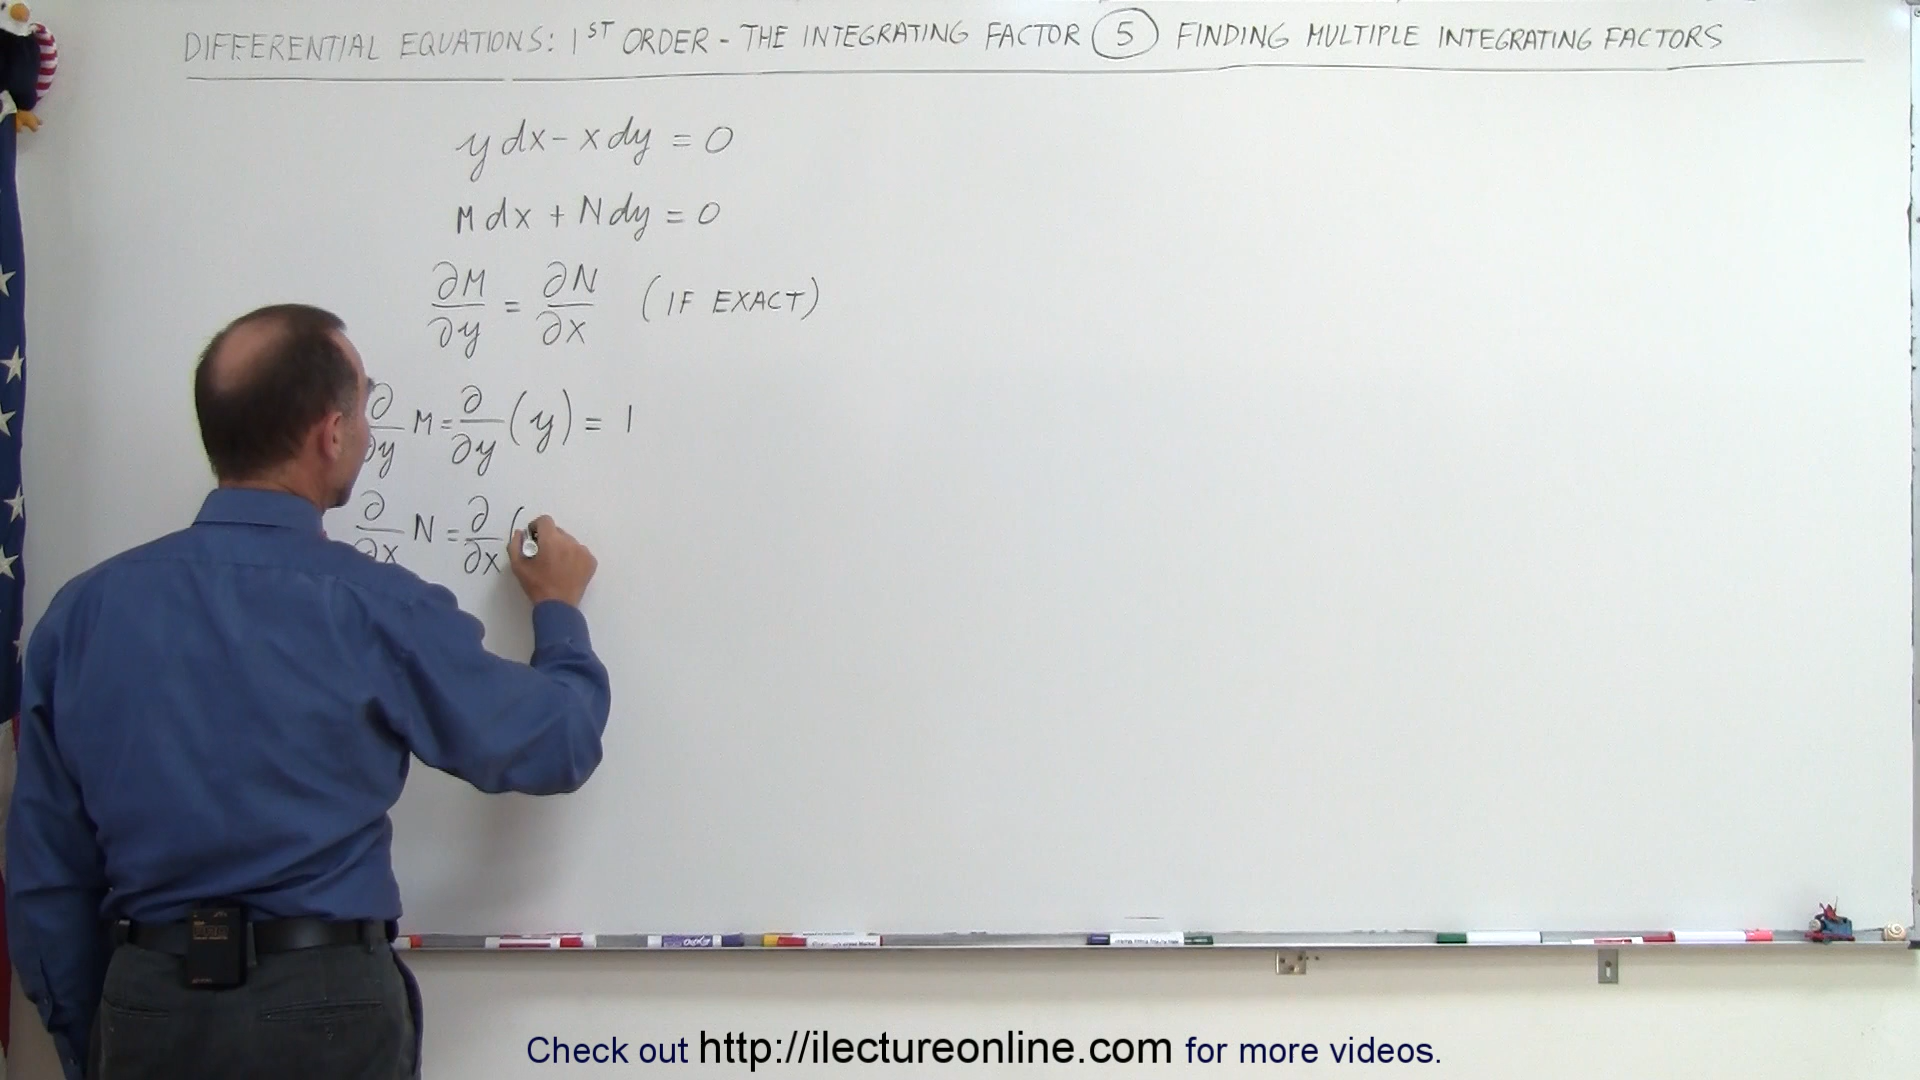 DIFFERENTIAL EQUATIONS: 1ST ORDER - THE INTEGRATING FACTOR 5 FINDING MULTIPLE INTEGRATING FACTORS
y dx - x dy = 0
M dx + N dy = 0
∂M/∂y = ∂N/∂x (IF EXACT)
∂/∂y M = ∂/∂y (y) = 1
∂/∂x N = ∂/∂x (
Check out http://ilectureonline.com for more videos.